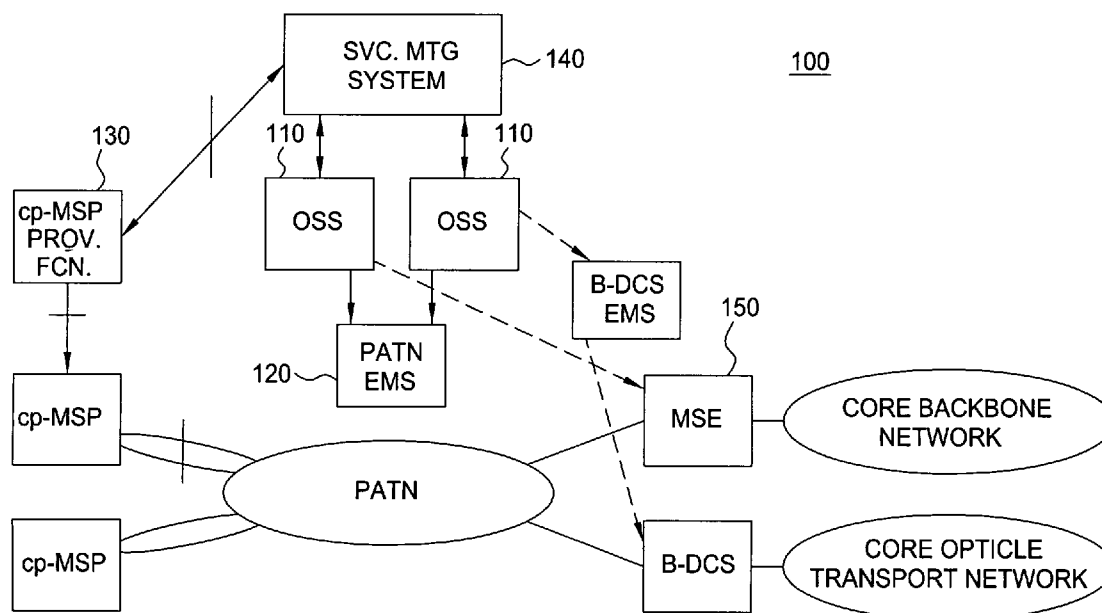 SVC. MTG
SYSTEM
140
100
130
110
110
cp-MSP
PROV.
FCN.
OSS
OSS
B-DCS
EMS
150
120
PATN
EMS
cp-MSP
MSE
CORE BACKBONE
NETWORK
PATN
cp-MSP
B-DCS
CORE OPTICLE
TRANSPORT NETWORK